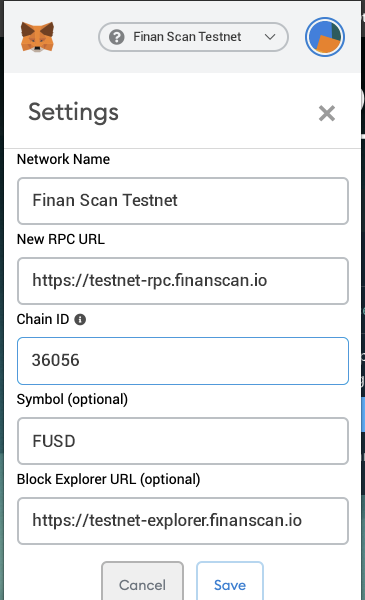 Finan Scan Testnet
Settings
Network Name
Finan Scan Testnet
New RPC URL
https://testnet-rpc.finanscan.io
Chain ID
36056
Symbol (optional)
FUSD
Block Explorer URL (optional)
https://testnet-explorer.finanscan.io
Cancel Save